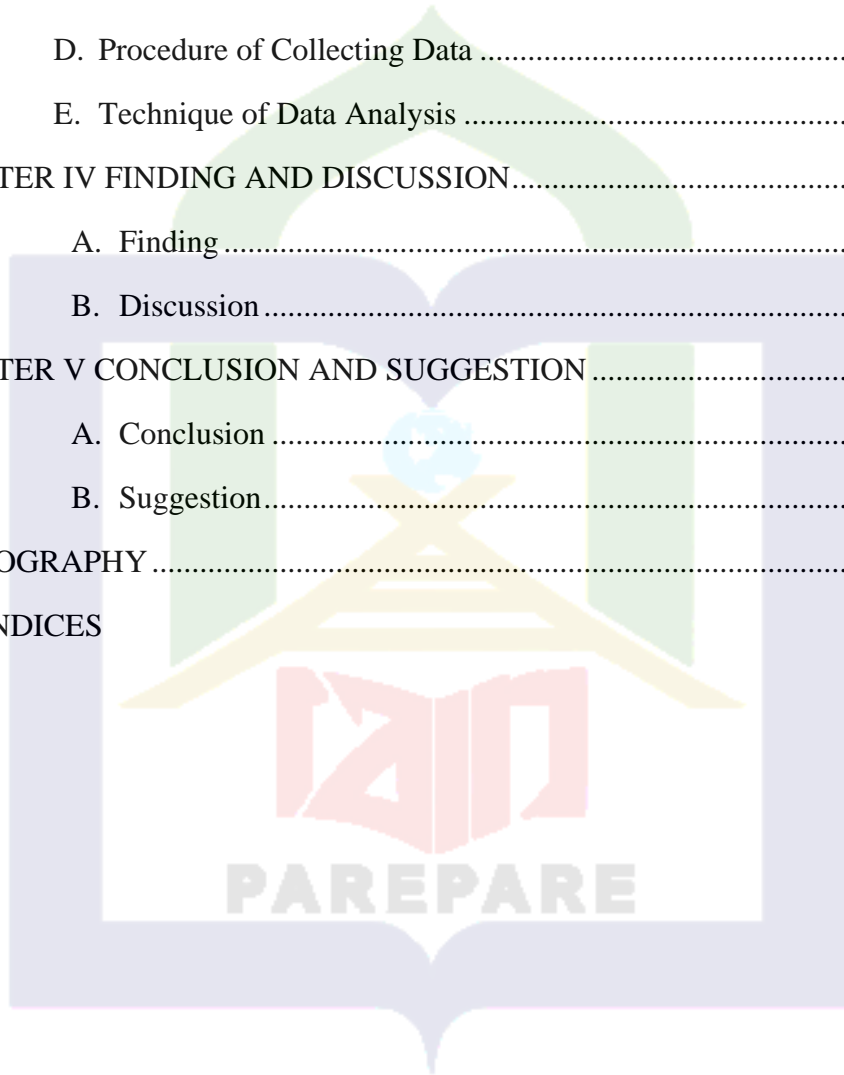 D. Procedure of Collecting Data ..............................................
E. Technique of Data Analysis ................................................
TER IV FINDING AND DISCUSSION..........................................
A. Finding ...............................................................................
B. Discussion ..........................................................................
TER V CONCLUSION AND SUGGESTION ................................
A. Conclusion .........................................................................
B. Suggestion..........................................................................
OGRAPHY ........................................................................................
NDICES
iain
PAREPARE